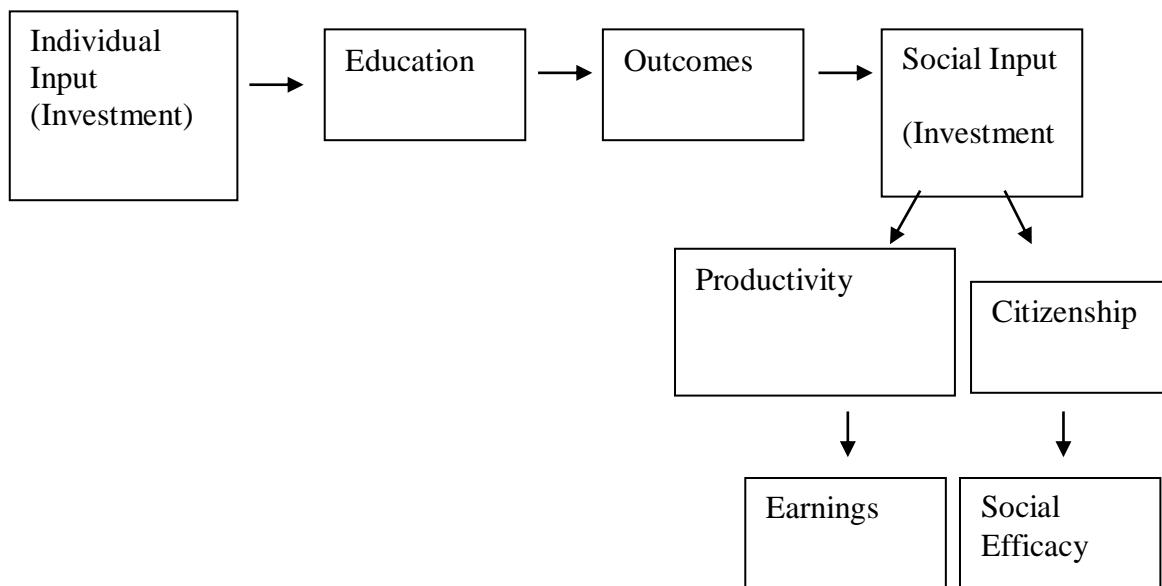 Individual
Input
(Investment)
Education
Outcomes
Social Input
(Investment
Productivity
Citizenship
Earnings
Social
Efficacy